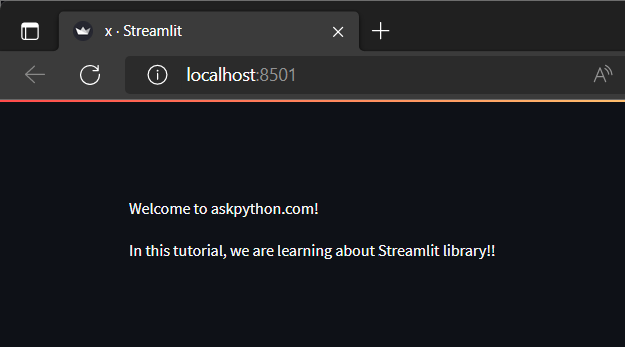 x · Streamlit
localhost:8501
Welcome to askpython.com!
In this tutorial, we are learning about Streamlit library!!